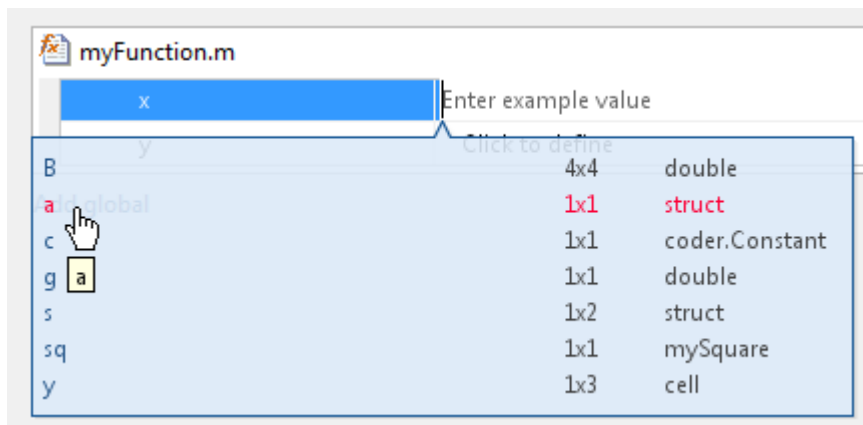 myFunction.m
x Enter example value
y Click to define
B 4x4 double
Add global
a 1x1 struct
c 1x1 coder.Constant
g a 1x1 double
s 1x2 struct
sq 1x1 mySquare
y 1x3 cell